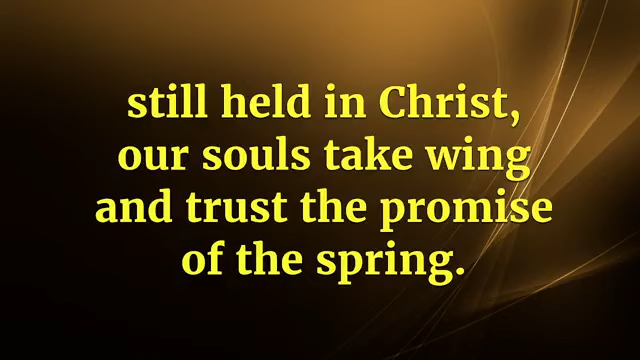 still held in Christ,
our souls take wing
and trust the promise
of the spring.